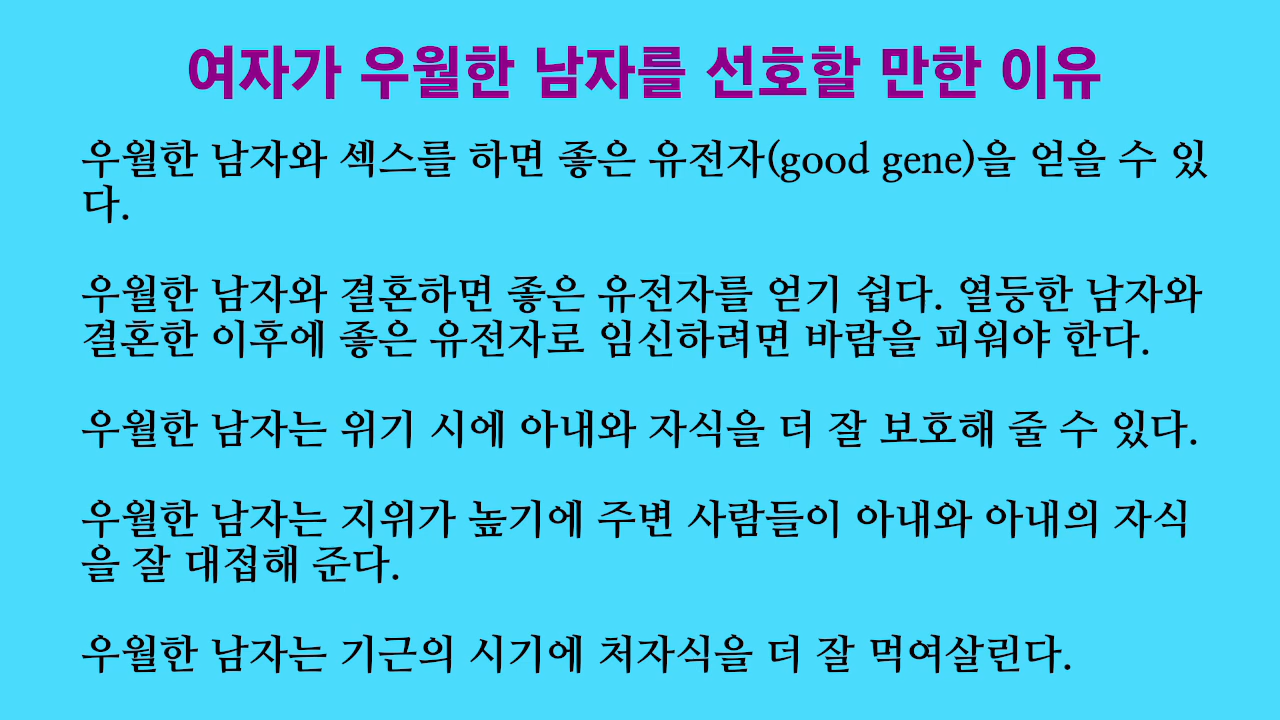 여자가 우월한 남자를 선호할 만한 이유
우월한 남자와 섹스를 하면 좋은 유전자(good gene)을 얻을 수 있
다.
우월한 남자와 결혼하면 좋은 유전자를 얻기 쉽다. 열등한 남자와
결혼한 이후에 좋은 유전자로 임신하려면 바람을 피워야 한다.
우월한 남자는 위기 시에 아내와 자식을 더 잘 보호해 줄 수 있다.
우월한 남자는 지위가 높기에 주변 사람들이 아내와 아내의 자식
을 잘 대접해 준다.
우월한 남자는 기근의 시기에 처자식을 더 잘 먹여살린다.